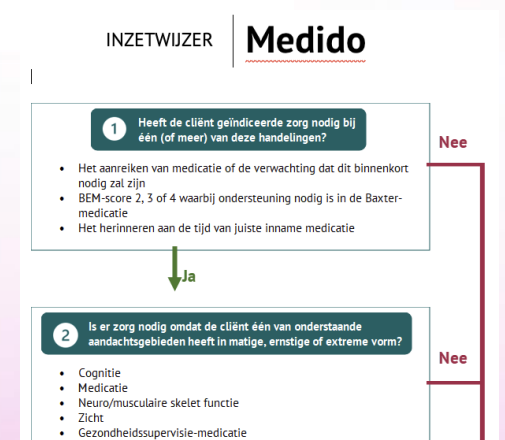 INZETWIJZER Medido
1 Heeft de cliënt geïndiceerde zorg nodig bij
één (of meer) van deze handelingen?
Nee
• Het aanreiken van medicatie of de verwachting dat dit binnenkort
nodig zal zijn
• BEM-score 2, 3 of 4 waarbij ondersteuning nodig is in de Baxter-
medicatie
• Het herinneren aan de tijd van juiste inname medicatie
Ja
2 Is er zorg nodig omdat de cliënt één van onderstaande
aandachtsgebieden heeft in matige, ernstige of extreme vorm?
Nee
• Cognitie
• Medicatie
• Neuro/musculaire skelet functie
• Zicht
• Gezondheidssupervisie-medicatie